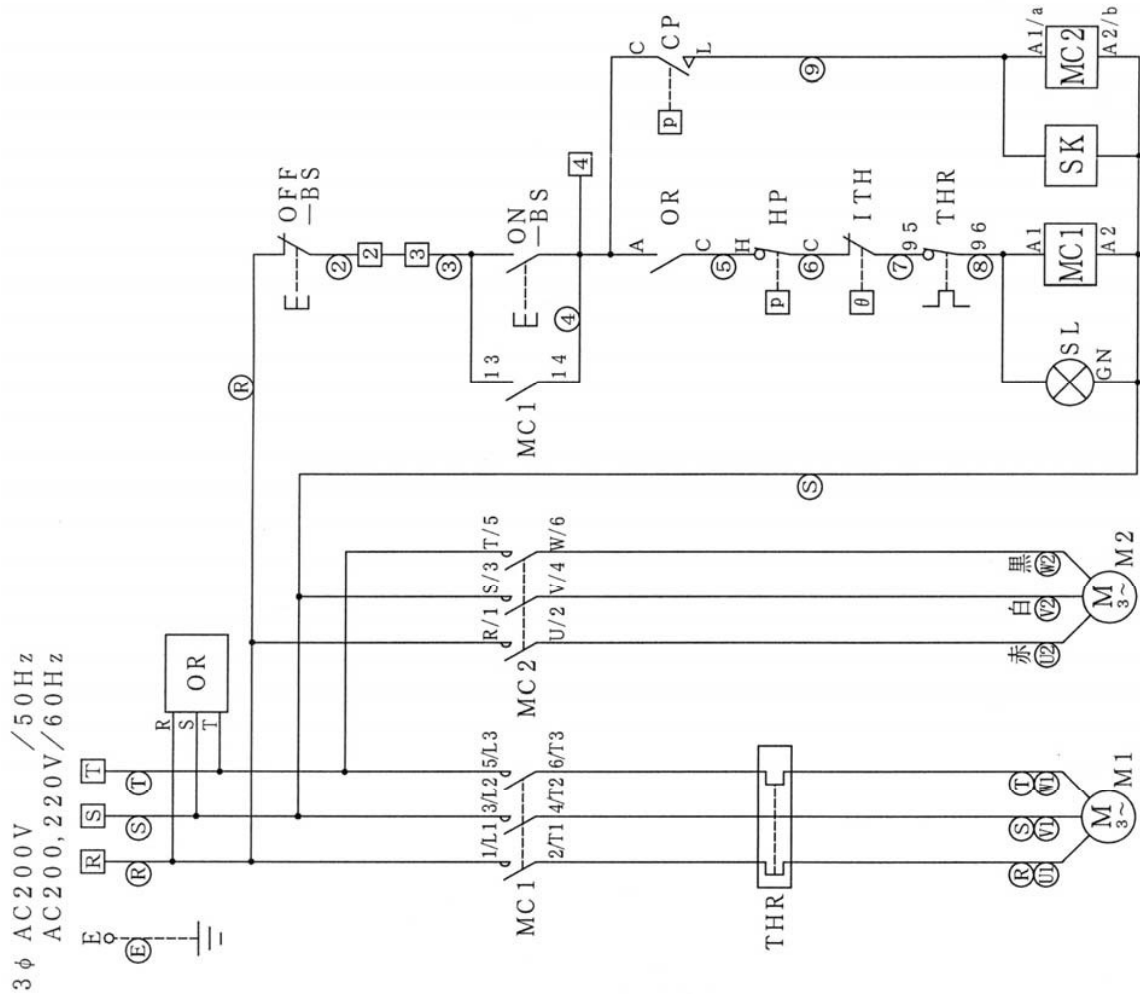 3φ AC200V /50Hz
AC200,220V/60Hz
E
R
S
T
Ⓔ
Ⓡ
Ⓢ
Ⓣ
R
S
T
OR
Ⓡ
OFF
-BS
②
2
3
③
MC1
13
14
ON
-BS
④
4
C
CP
P
L
⑨
A
OR
C
⑤
H
HP
P
C
⑥
ITH
θ
⑦
95
THR
96
⑧
SL
GN
A1
MC1
A2
SK
A1/a
MC2
A2/b
Ⓢ
MC1
1/L1
3/L2
5/L3
2/T1
4/T2
6/T3
MC2
R/1
S/3
T/5
U/2
V/4
W/6
THR
Ⓡ
Ⓢ
Ⓣ
U1
V1
W1
M
3~
M1
赤
白
黒
U2
V2
W2
M
3~
M2